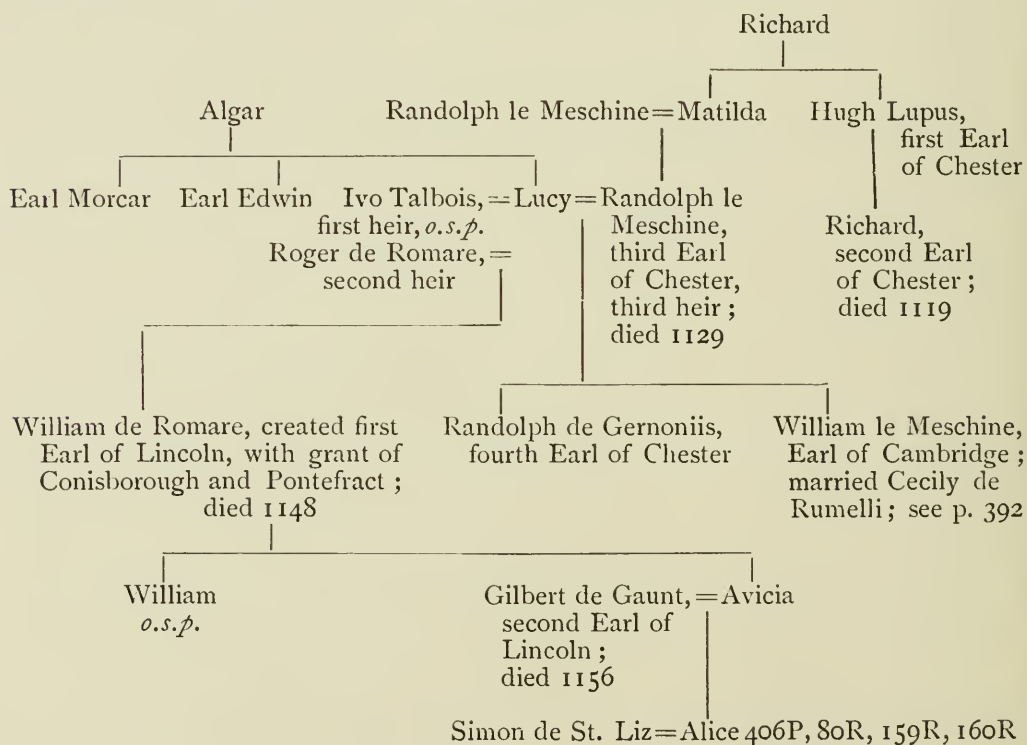 Richard
Algar Randolph le Meschine=Matilda Hugh Lupus,
first Earl
of Chester
Earl Morcar Earl Edwin Ivo Talbois,=Lucy=Randolph le
first heir, o.s.p. Meschine, Richard,
Roger de Romare,= third Earl second Earl
second heir of Chester, of Chester;
third heir; died 1119
died 1129
William de Romare, created first Randolph de Gernoniis, William le Meschine,
Earl of Lincoln, with grant of fourth Earl of Chester Earl of Cambridge;
Conisborough and Pontefract; married Cecily de
died 1148 Rumelli; see p. 392
William Gilbert de Gaunt,=Avicia
o.s.p. second Earl of
Lincoln;
died 1156
Simon de St. Liz=Alice 406P, 80R, 159R, 160R